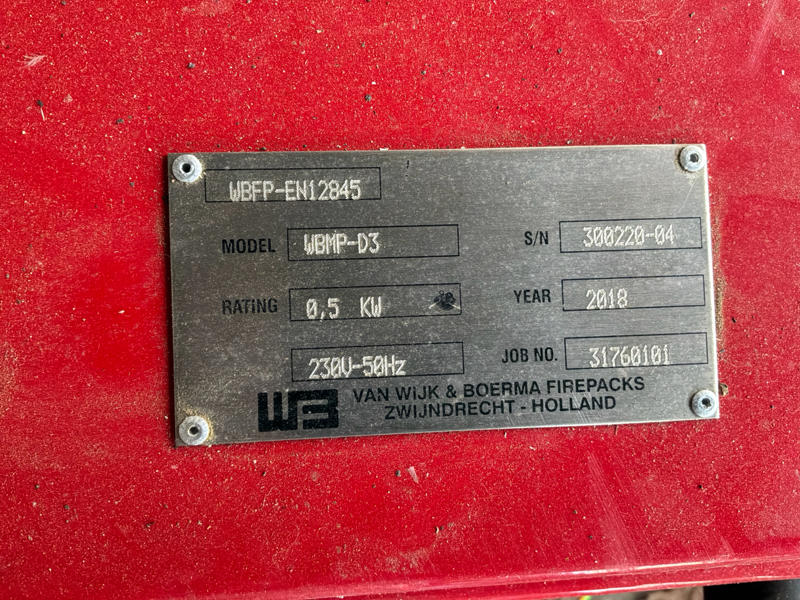 WBFP-EN12845
MODEL WBMP-D3 S/N 300220-04
RATING 0,5 KW YEAR 2018
230V-50Hz JOB NO. 31760101
WB VAN WIJK & BOERMA FIREPACKS
ZWIJNDRECHT - HOLLAND